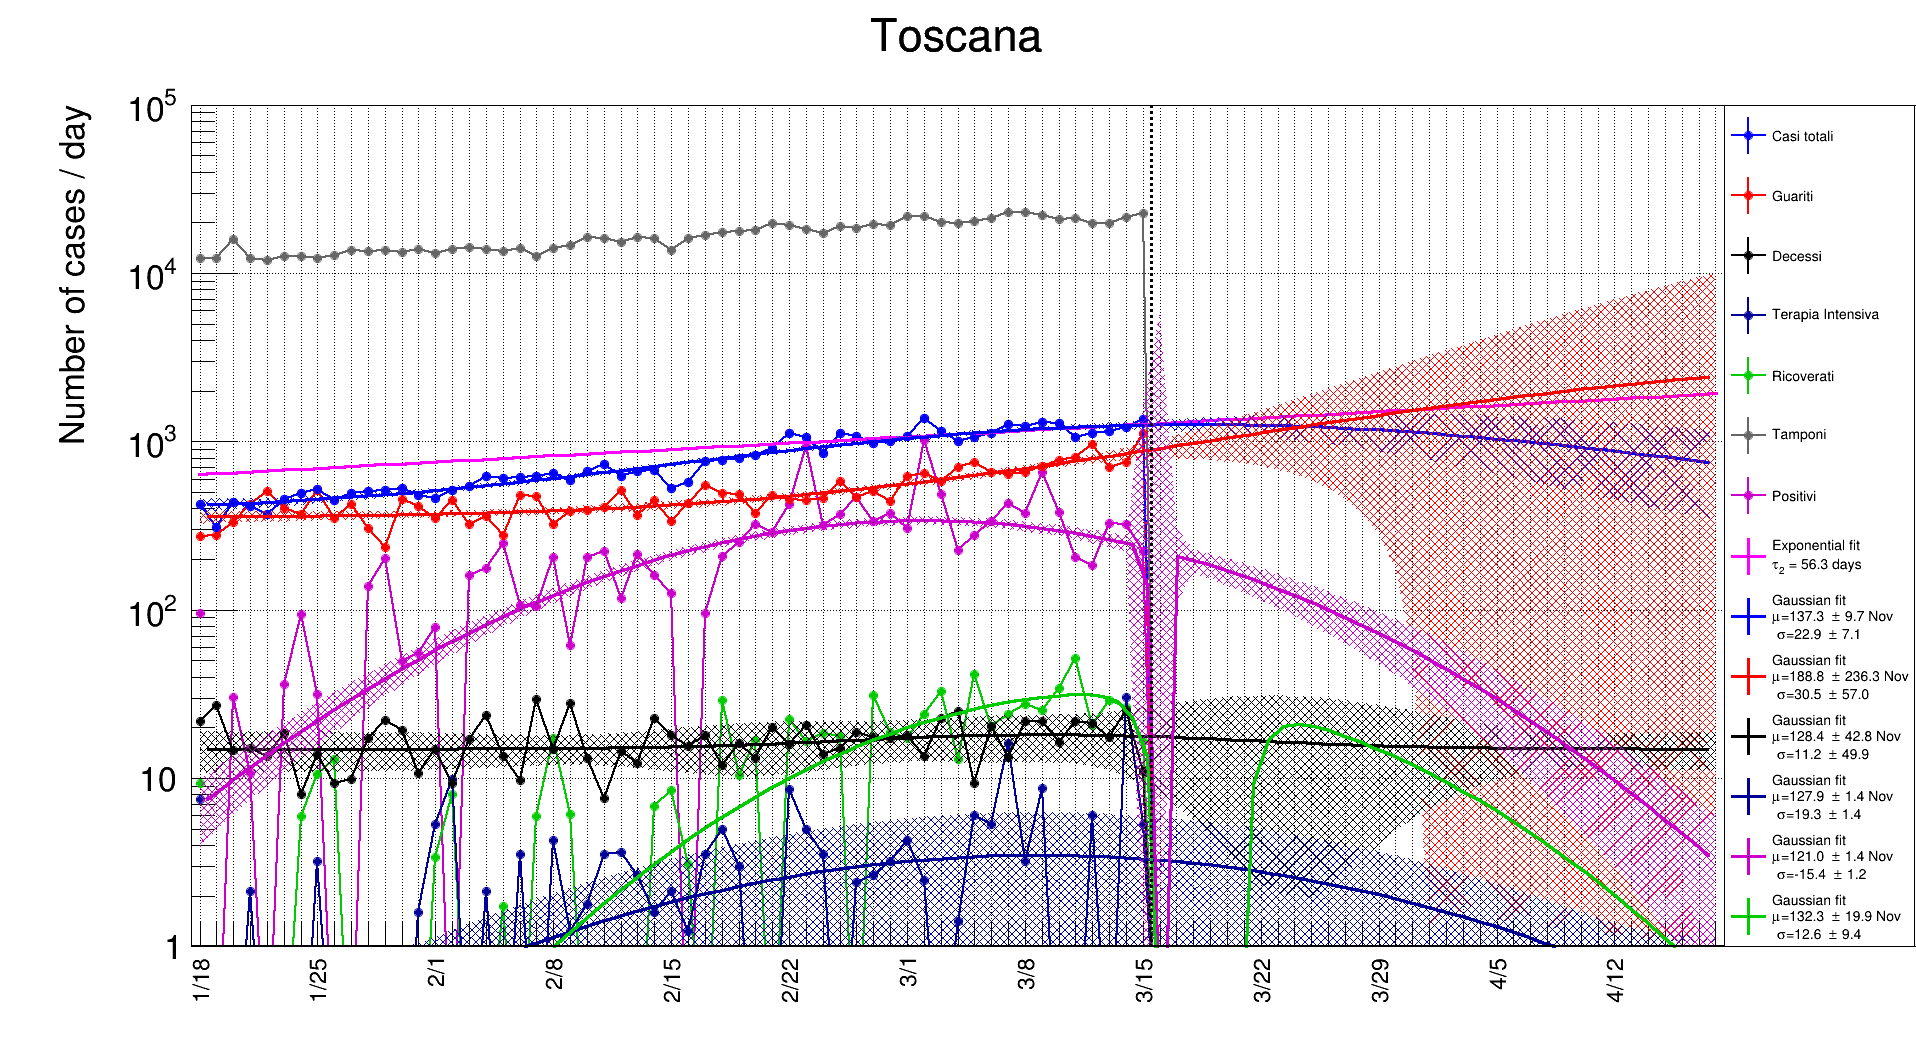 Toscana
Number of cases / day
10^5
10^4
10^3
10^2
10
1
1/18
1/25
2/1
2/8
2/15
2/22
3/1
3/8
3/15
3/22
3/29
4/5
4/12
Casi totali
Guariti
Decessi
Terapia Intensiva
Ricoverati
Tamponi
Positivi
Exponential fit
τ₂ = 56.3 days
Gaussian fit
μ=137.3 ± 9.7 Nov
σ=22.9 ± 7.1
Gaussian fit
μ=188.8 ± 236.3 Nov
σ=30.5 ± 57.0
Gaussian fit
μ=128.4 ± 42.8 Nov
σ=11.2 ± 49.9
Gaussian fit
μ=127.9 ± 1.4 Nov
σ=19.3 ± 1.4
Gaussian fit
μ=121.0 ± 1.4 Nov
σ=-15.4 ± 1.2
Gaussian fit
μ=132.3 ± 19.9 Nov
σ=12.6 ± 9.4